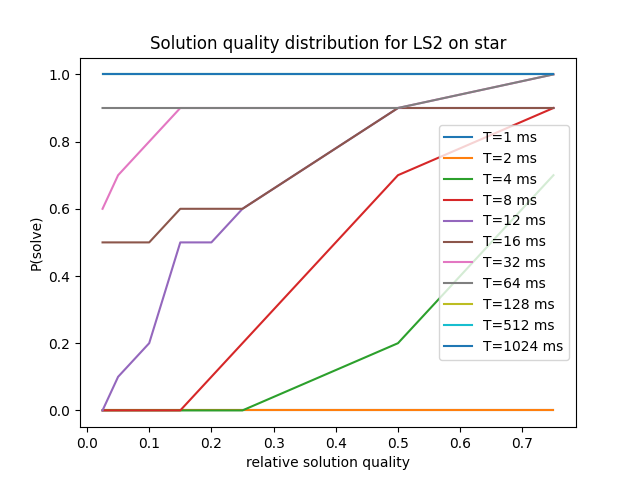 Solution quality distribution for LS2 on star
1.0
0.8
0.6
0.4
0.2
0.0
P(solve)
T=1 ms
T=2 ms
T=4 ms
T=8 ms
T=12 ms
T=16 ms
T=32 ms
T=64 ms
T=128 ms
T=512 ms
T=1024 ms
0.0 0.1 0.2 0.3 0.4 0.5 0.6 0.7
relative solution quality